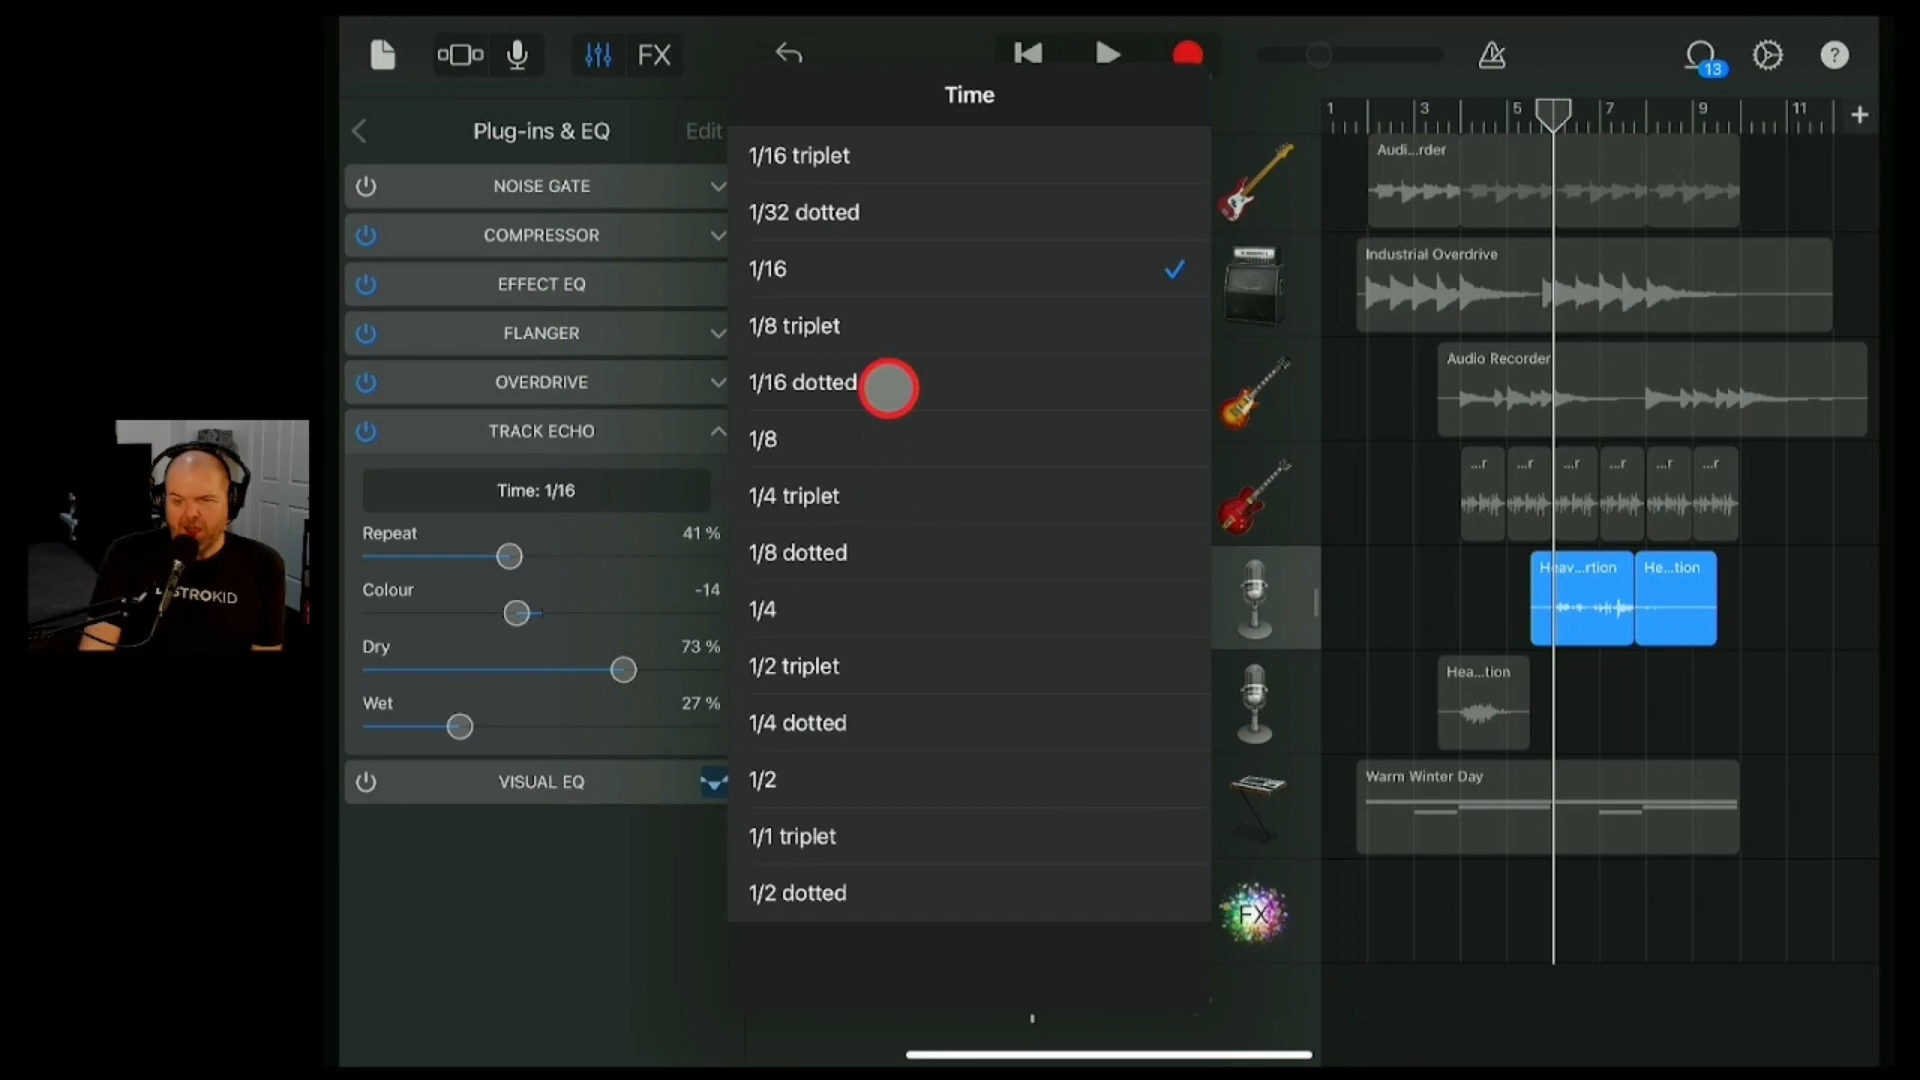 FX
13
?
Time
Plug-ins & EQ
Edit
1
3
5
7
9
11
+
NOISE GATE
COMPRESSOR
EFFECT EQ
FLANGER
OVERDRIVE
TRACK ECHO
Time: 1/16
Repeat
41 %
Colour
-14
Dry
73 %
Wet
27 %
VISUAL EQ
1/16 triplet
1/32 dotted
1/16
1/8 triplet
1/16 dotted
1/8
1/4 triplet
1/8 dotted
1/4
1/2 triplet
1/4 dotted
1/2
1/1 triplet
1/2 dotted
Audi...rder
Industrial Overdrive
Audio Recorder
...r
...r
...r
...r
...r
...r
Heav...rtion
He...tion
Hea...tion
Warm Winter Day
FX